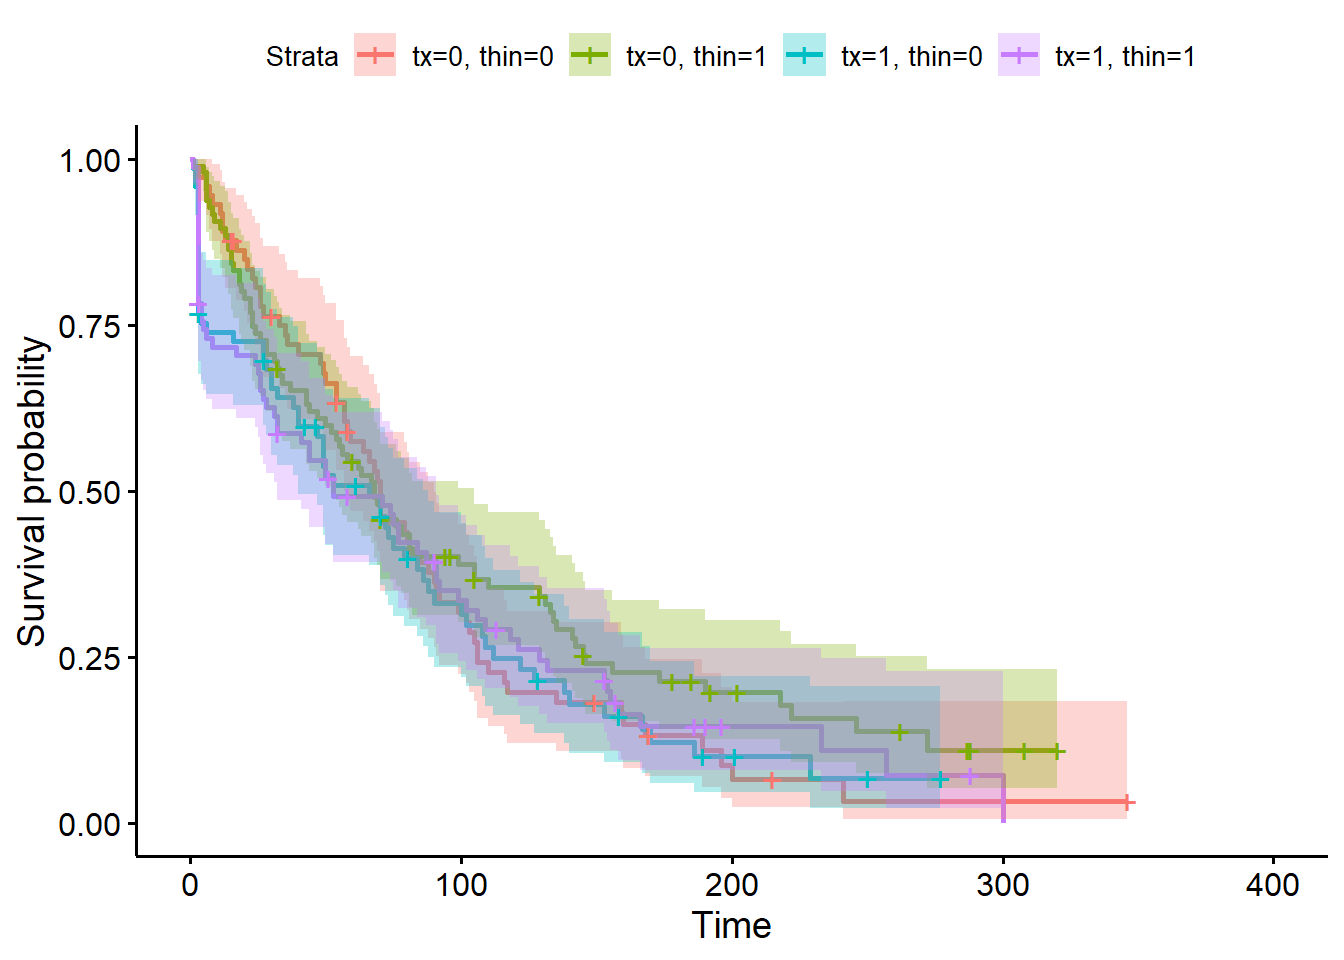 Strata tx=0, thin=0 tx=0, thin=1 tx=1, thin=0 tx=1, thin=1
1.00
0.75
0.50
0.25
0.00
Survival probability
0 100 200 300 400
Time